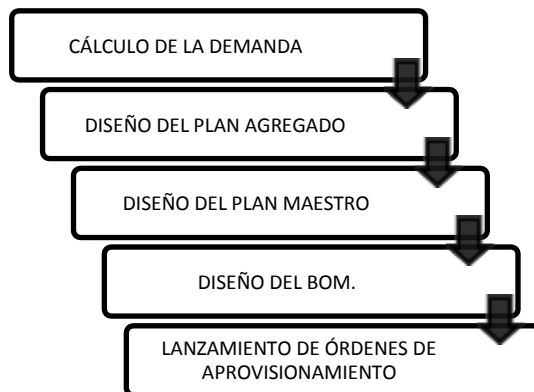 CÁLCULO DE LA DEMANDA
DISEÑO DEL PLAN AGREGADO
DISEÑO DEL PLAN MAESTRO
DISEÑO DEL BOM.
LANZAMIENTO DE ÓRDENES DE
APROVISIONAMIENTO